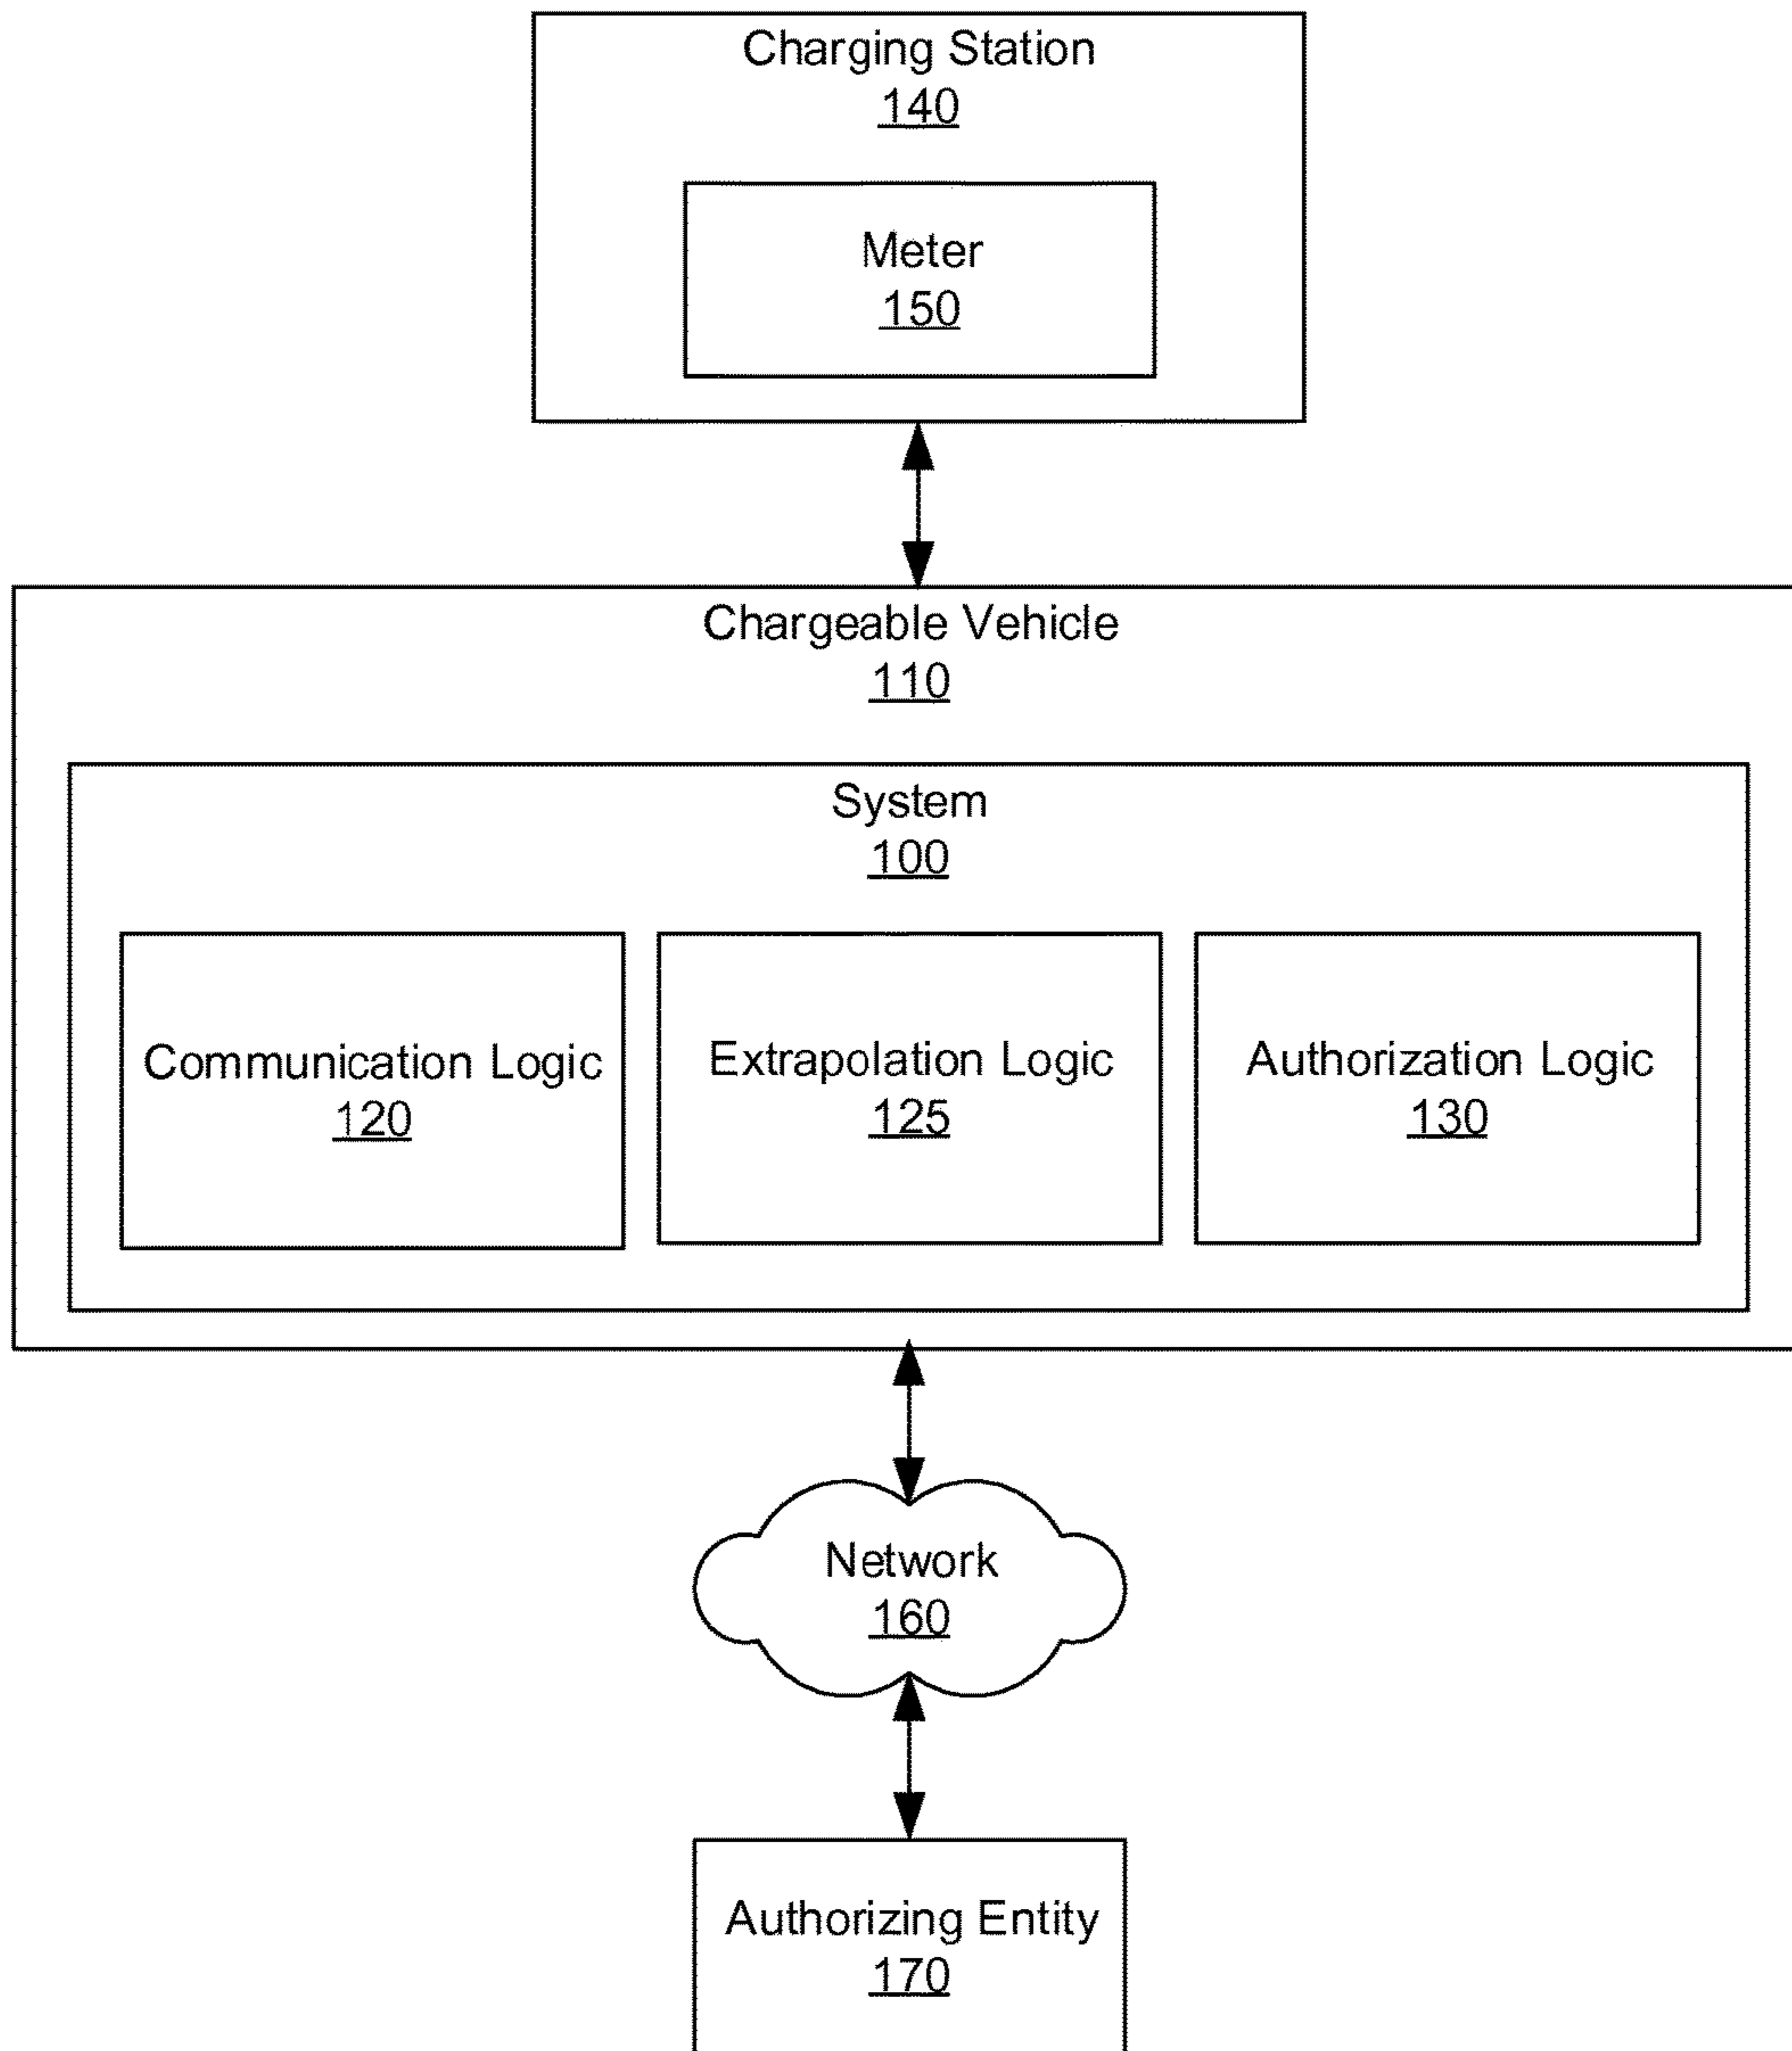 Charging Station
140
Meter
150
Chargeable Vehicle
110
System
100
Communication Logic
120
Extrapolation Logic
125
Authorization Logic
130
Network
160
Authorizing Entity
170